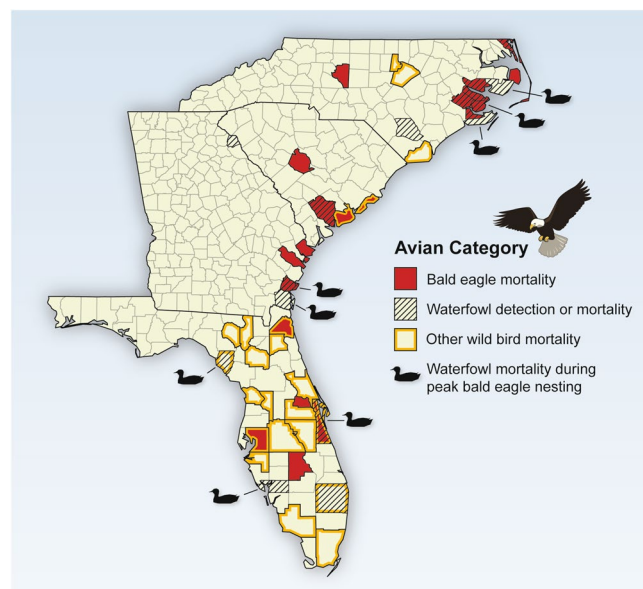 Avian Category
Bald eagle mortality
Waterfowl detection or mortality
Other wild bird mortality
Waterfowl mortality during
peak bald eagle nesting